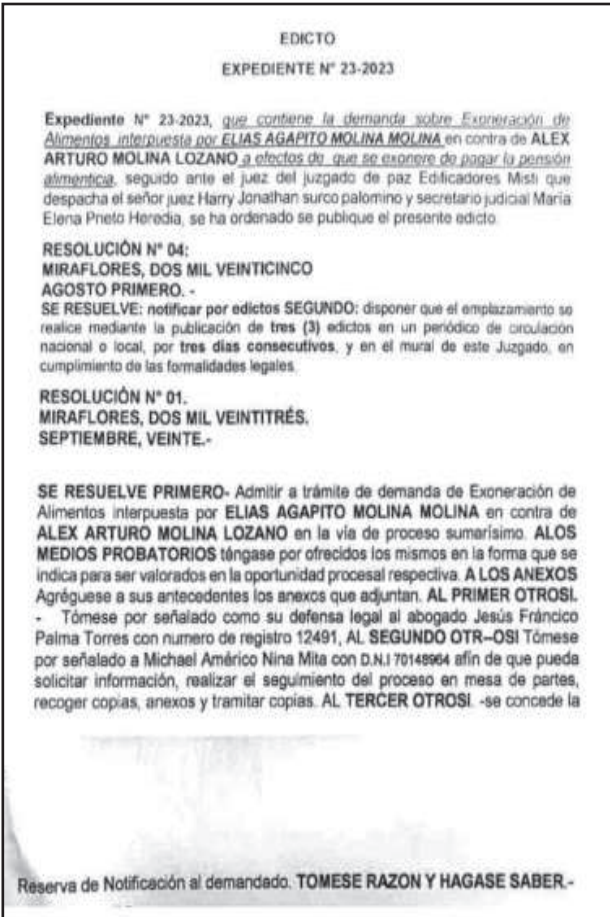 EDICTO
EXPEDIENTE N° 23-2023
Expediente N° 23-2023, que contiene la demanda sobre Exoneración de
Alimentos interpuesta por ELIAS AGAPITO MOLINA MOLINA en contra de ALEX
ARTURO MOLINA LOZANO a efectos de que se exonere de pagar la pensión
alimenticia, seguido ante el juez del juzgado de paz Edificadores Misti que
despacha el señor juez Harry Jonathan surco palomino y secretario judicial María
Elena Prieto Heredia, se ha ordenado se publique el presente edicto.
RESOLUCIÓN N° 04:
MIRAFLORES, DOS MIL VEINTICINCO
AGOSTO PRIMERO. -
SE RESUELVE: notificar por edictos SEGUNDO: disponer que el emplazamiento se
realice mediante la publicación de tres (3) edictos en un periódico de circulación
nacional o local, por tres días consecutivos, y en el mural de este Juzgado, en
cumplimiento de las formalidades legales.
RESOLUCIÓN N° 01.
MIRAFLORES, DOS MIL VEINTITRÉS.
SEPTIEMBRE, VEINTE.-
SE RESUELVE PRIMERO- Admitir a trámite de demanda de Exoneración de
Alimentos interpuesta por ELIAS AGAPITO MOLINA MOLINA en contra de
ALEX ARTURO MOLINA LOZANO en la vía de proceso sumarísimo. ALOS
MEDIOS PROBATORIOS téngase por ofrecidos los mismos en la forma que se
indica para ser valorados en la oportunidad procesal respectiva. A LOS ANEXOS
Agréguese a sus antecedentes los anexos que adjuntan. AL PRIMER OTROSI.
- Tómese por señalado como su defensa legal al abogado Jesús Fráncico
Palma Torres con numero de registro 12491, AL SEGUNDO OTR--OSI Tómese
por señalado a Michael Américo Nina Mita con D.N.I 70148964 afín de que pueda
solicitar información, realizar el seguimiento del proceso en mesa de partes,
recoger copias, anexos y tramitar copias. AL TERCER OTROSI. -se concede la
Reserva de Notificación al demandado. TOMESE RAZON Y HAGASE SABER.-